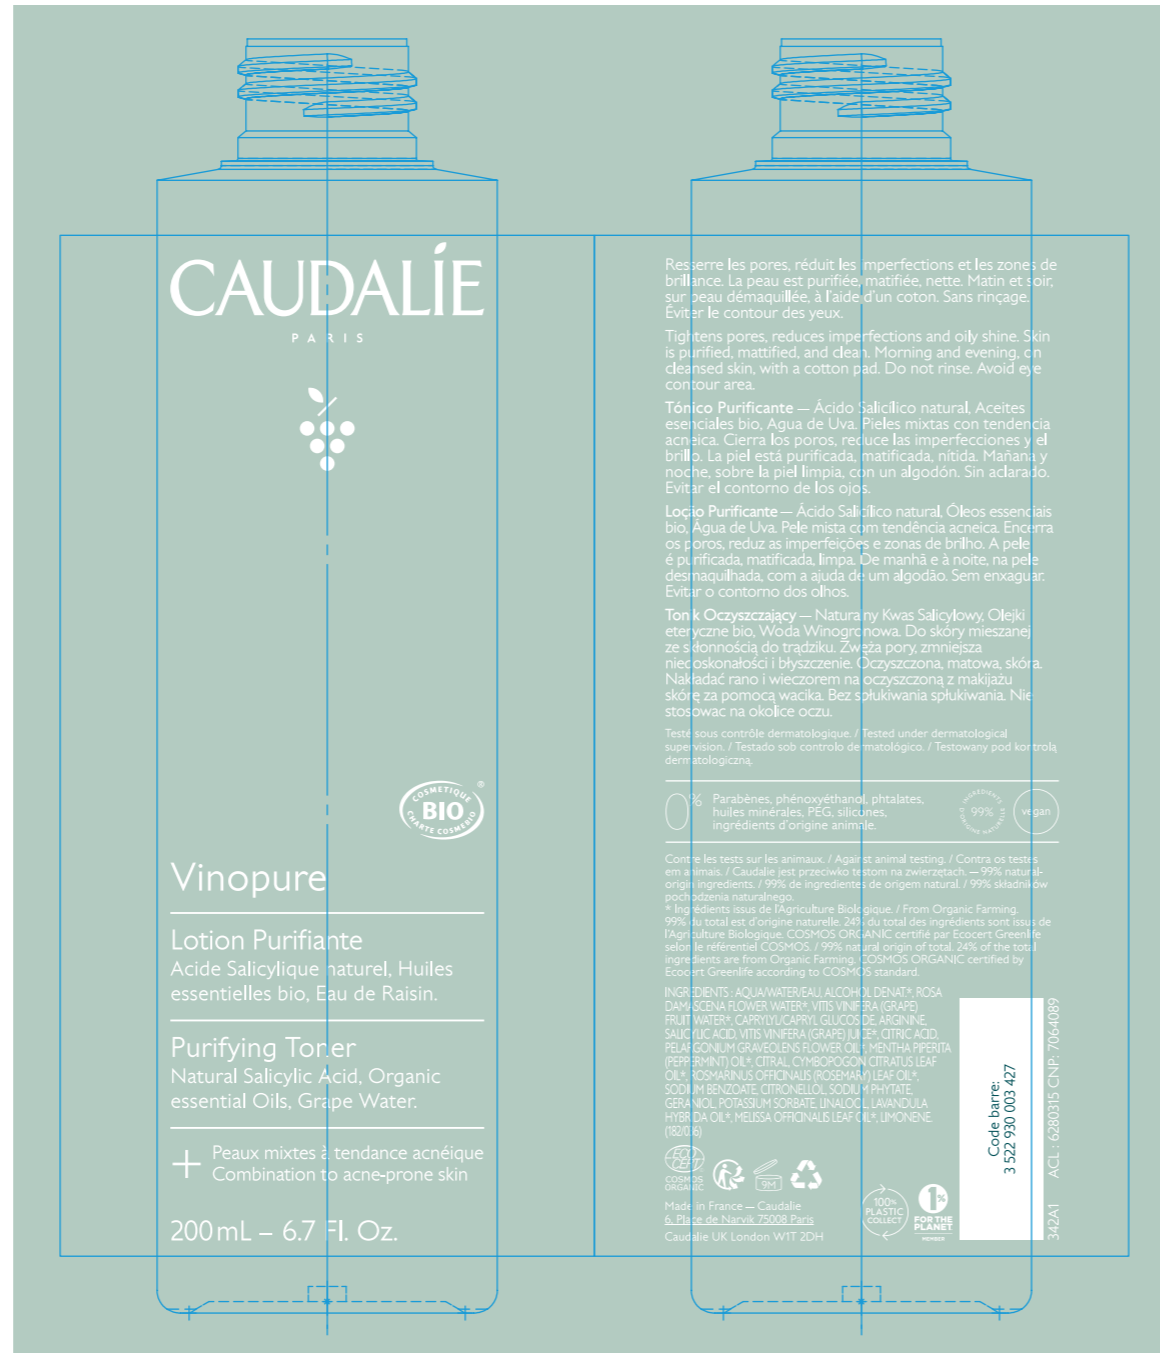 CAUDALÍE
PARIS
COSMETIQUE
BIO
CHARTE COSMEBIO
®
Vinopure
Lotion Purifiante
Acide Salicylique naturel, Huiles
essentielles bio, Eau de Raisin.
Purifying Toner
Natural Salicylic Acid, Organic
essential Oils, Grape Water.
+ Peaux mixtes à tendance acnéique
Combination to acne-prone skin
200 mL – 6.7 Fl. Oz.
Resserre les pores, réduit les imperfections et les zones de
brillance. La peau est purifiée, matifiée, nette. Matin et soir,
sur peau démaquillée, à l'aide d'un coton. Sans rinçage.
Éviter le contour des yeux.
Tightens pores, reduces imperfections and oily shine. Skin
is purified, mattified, and clean. Morning and evening, on
cleansed skin, with a cotton pad. Do not rinse. Avoid eye
contour area.
Tónico Purificante — Ácido Salicílico natural, Aceites
esenciales bio, Agua de Uva. Pieles mixtas con tendencia
acneica. Cierra los poros, reduce las imperfecciones y el
brillo. La piel está purificada, matificada, nítida. Mañana y
noche, sobre la piel limpia, con un algodón. Sin aclarado.
Evitar el contorno de los ojos.
Loção Purificante — Ácido Salicílico natural, Óleos essenciais
bio, Água de Uva. Pele mista com tendência acneica. Encerra
os poros, reduz as imperfeições e zonas de brilho. A pele
é purificada, matificada, limpa. De manhã e à noite, na pele
desmaquilhada, com a ajuda de um algodão. Sem enxaguar.
Evitar o contorno dos olhos.
Tonik Oczyszczający — Naturalny Kwas Salicylowy, Olejki
eteryczne bio, Woda Winogronowa. Do skóry mieszanej
ze skłonnością do trądziku. Zwęża pory, zmniejsza
niedoskonałości i błyszczenie. Oczyszczona, matowa, skóra.
Nakładać rano i wieczorem na oczyszczoną z makijażu
skórę za pomocą wacika. Bez spłukiwania spłukiwania. Nie
stosowac na okolice oczu.
Testé sous contrôle dermatologique. / Tested under dermatological
supervision. / Testado sob controlo dermatológico. / Testowany pod kontrolą
dermatologiczną.
0% Parabènes, phénoxyéthanol, phtalates,
huiles minérales, PEG, silicones,
ingrédients d'origine animale.
INGRÉDIENTS
99%
D'ORIGINE NATURELLE
vegan
Contre les tests sur les animaux. / Against animal testing. / Contra os testes
em animais. / Caudalie jest przeciwko testom na zwierzętach. — 99% natural-
origin ingredients. / 99% de ingredientes de origem natural. / 99% składników
pochodzenia naturalnego.
* Ingrédients issus de l'Agriculture Biologique. / From Organic Farming.
99% du total est d'origine naturelle. 24% du total des ingrédients sont issus de
l'Agriculture Biologique. COSMOS ORGANIC certifié par Ecocert Greenlife
selon le référentiel COSMOS. / 99% natural origin of total. 24% of the total
ingredients are from Organic Farming. COSMOS ORGANIC certified by
Ecocert Greenlife according to COSMOS standard.
INGREDIENTS : AQUA/WATER/EAU, ALCOHOL DENAT.*, ROSA
DAMASCENA FLOWER WATER*, VITIS VINIFERA (GRAPE)
FRUIT WATER*, CAPRYLYL/CAPRYL GLUCOSIDE, ARGININE,
SALICYLIC ACID, VITIS VINIFERA (GRAPE) JUICE*, CITRIC ACID,
PELARGONIUM GRAVEOLENS FLOWER OIL*, MENTHA PIPERITA
(PEPPERMINT) OIL*, CITRAL, CYMBOPOGON CITRATUS LEAF
OIL*, ROSMARINUS OFFICINALIS (ROSEMARY) LEAF OIL*,
SODIUM BENZOATE, CITRONELLOL, SODIUM PHYTATE,
GERANIOL, POTASSIUM SORBATE, LINALOOL, LAVANDULA
HYBRIDA OIL*, MELISSA OFFICINALIS LEAF OIL*, LIMONENE.
(182/036)
ECO
CERT
COSMOS
ORGANIC
9M
Made in France — Caudalie
6, Place de Narvik 75008 Paris
Caudalie UK London W1T 2DH
100%
PLASTIC
COLLECT
1%
FOR THE
PLANET
MEMBER
Code barre:
3 522 930 003 427
342A1 ACL : 6280315 CNP: 7064089